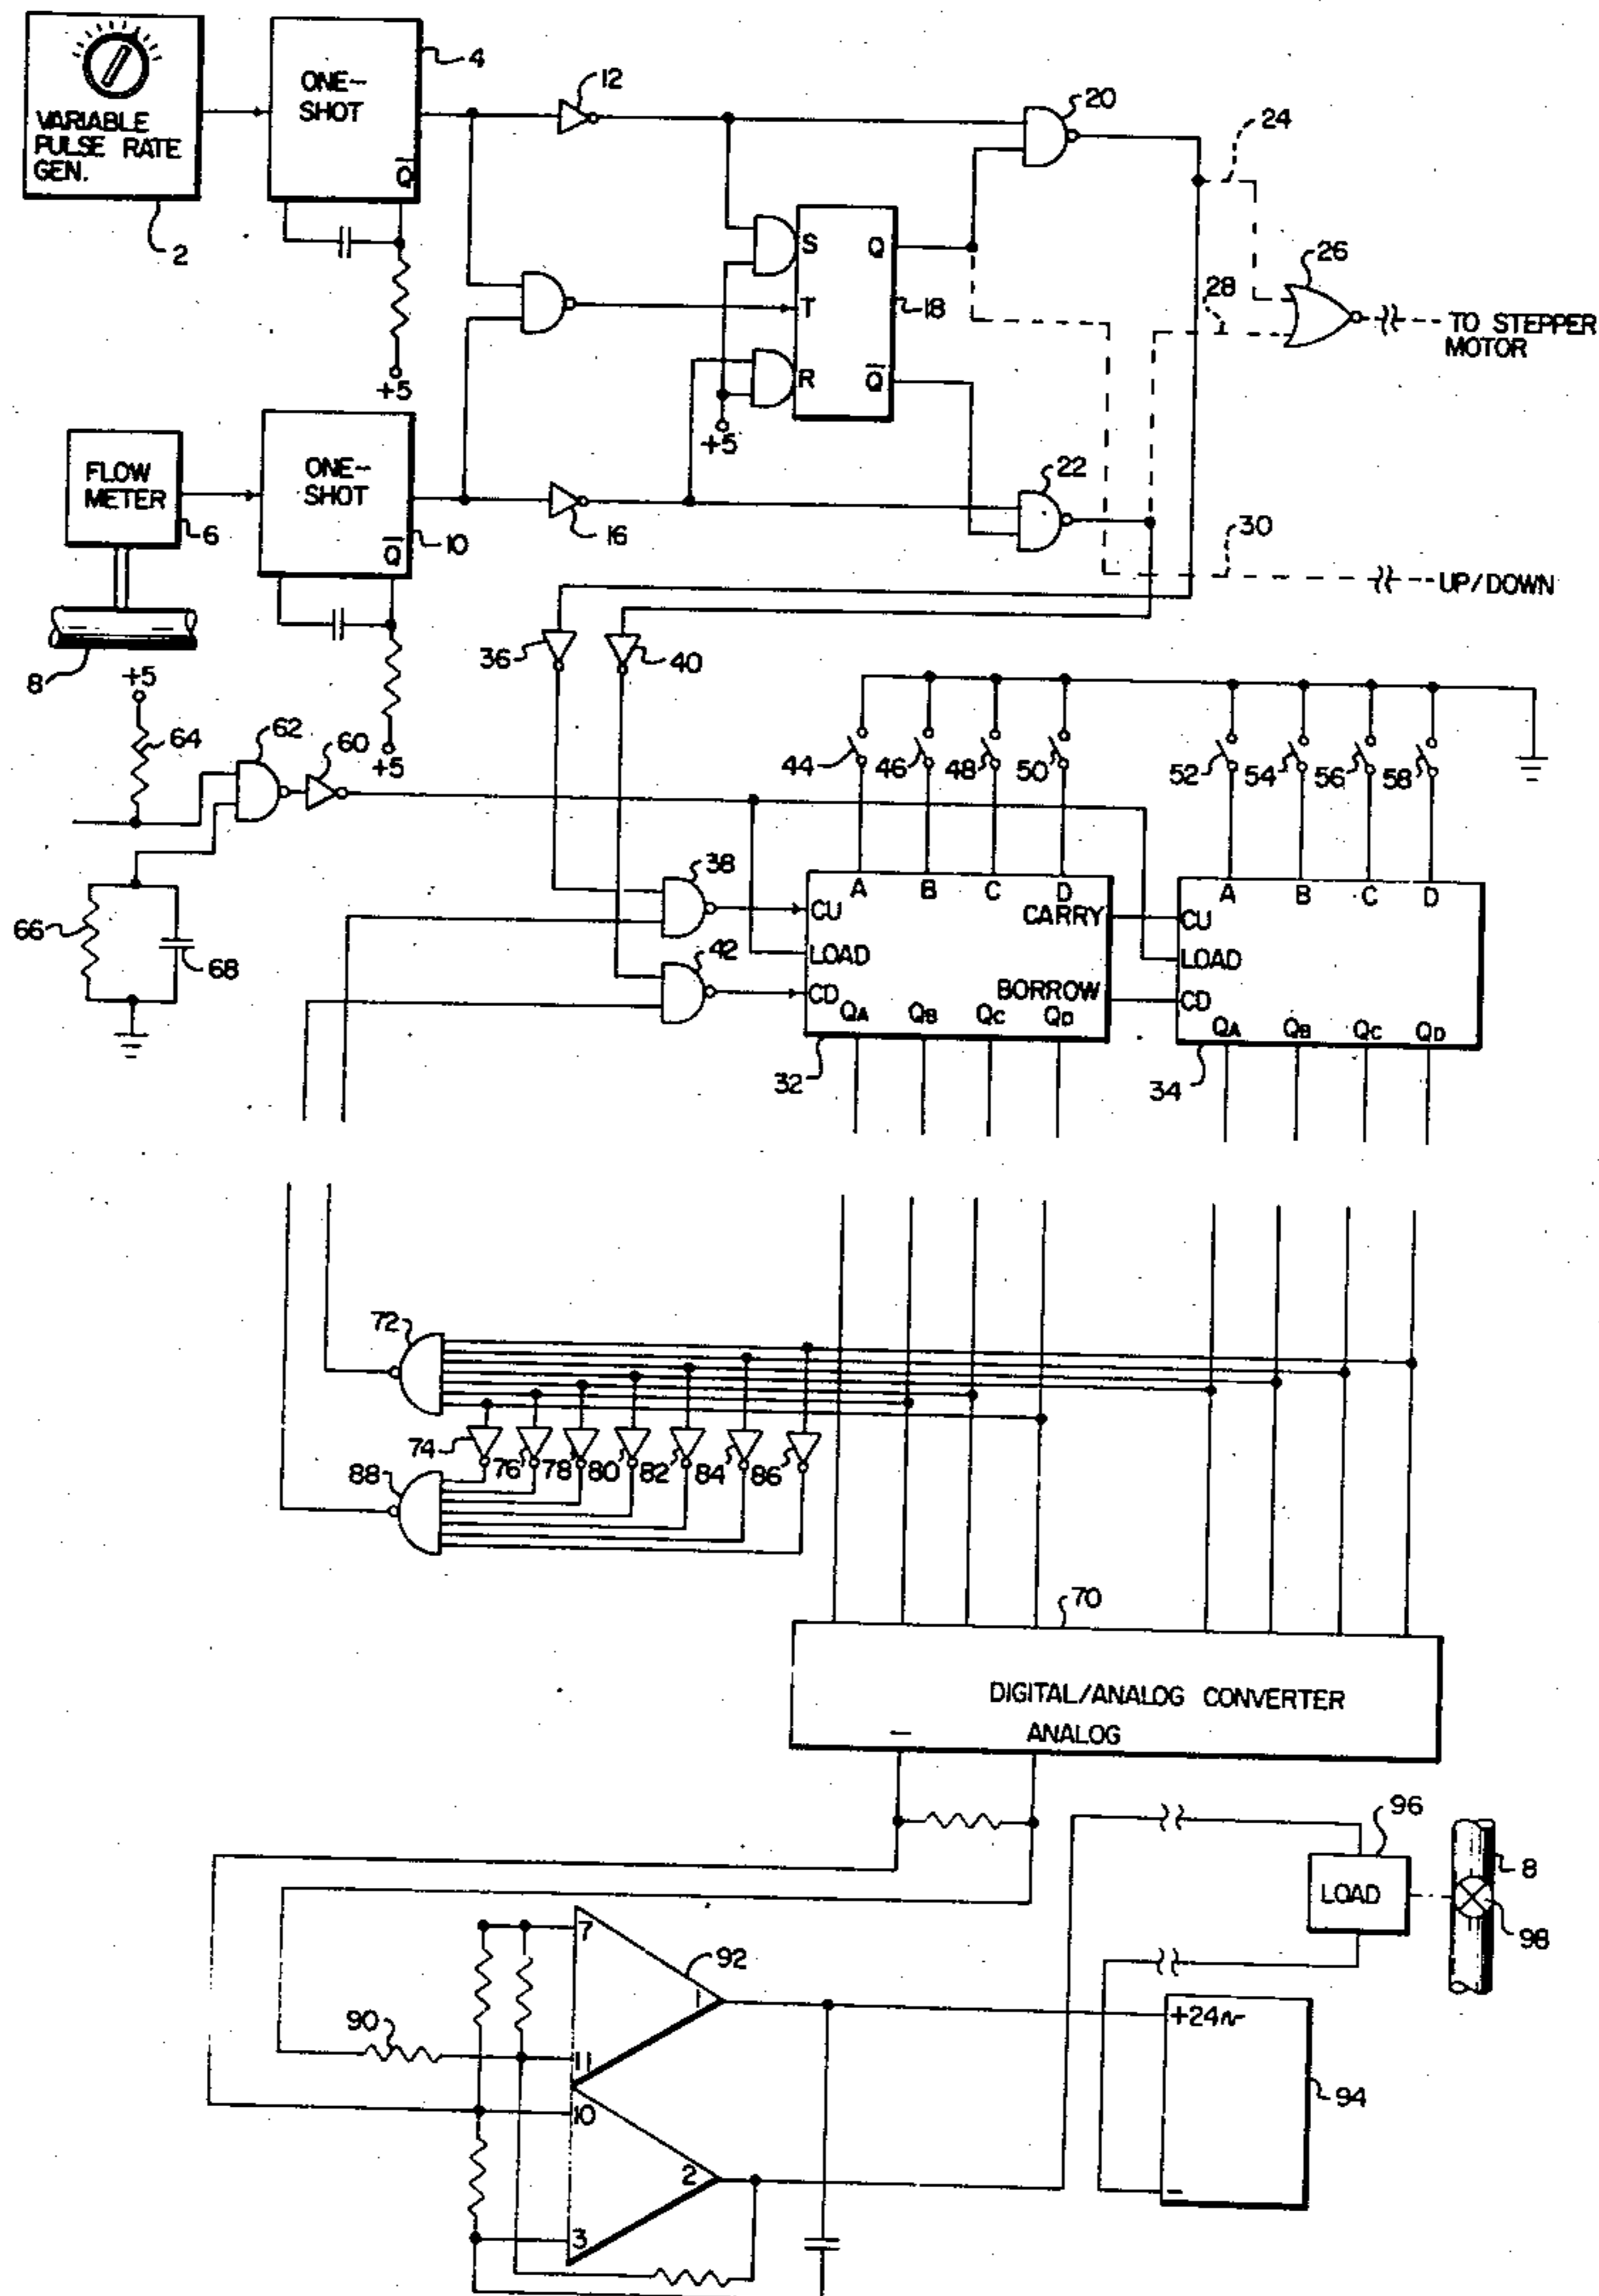 VARIABLE
PULSE RATE
GEN.
2
ONE-
SHOT
Q̅
4
+5
12
20
24
26
28
TO STEPPER
MOTOR
S
T
R
Q
Q̅
18
+5
FLOW
METER
6
8
ONE-
SHOT
Q̅
10
+5
16
22
30
UP/DOWN
36
40
+5
64
62
60
66
68
44
46
48
50
52
54
56
58
38
42
A
B
C
D
CU
LOAD
CD
CARRY
BORROW
QA
QB
QC
QD
32
A
B
C
D
CU
LOAD
CD
QA
QB
QC
QD
34
72
74
76
78
80
82
84
86
88
70
DIGITAL/ANALOG CONVERTER
–
ANALOG
96
LOAD
8
98
90
92
7
1
11
10
2
3
+24~
–
94